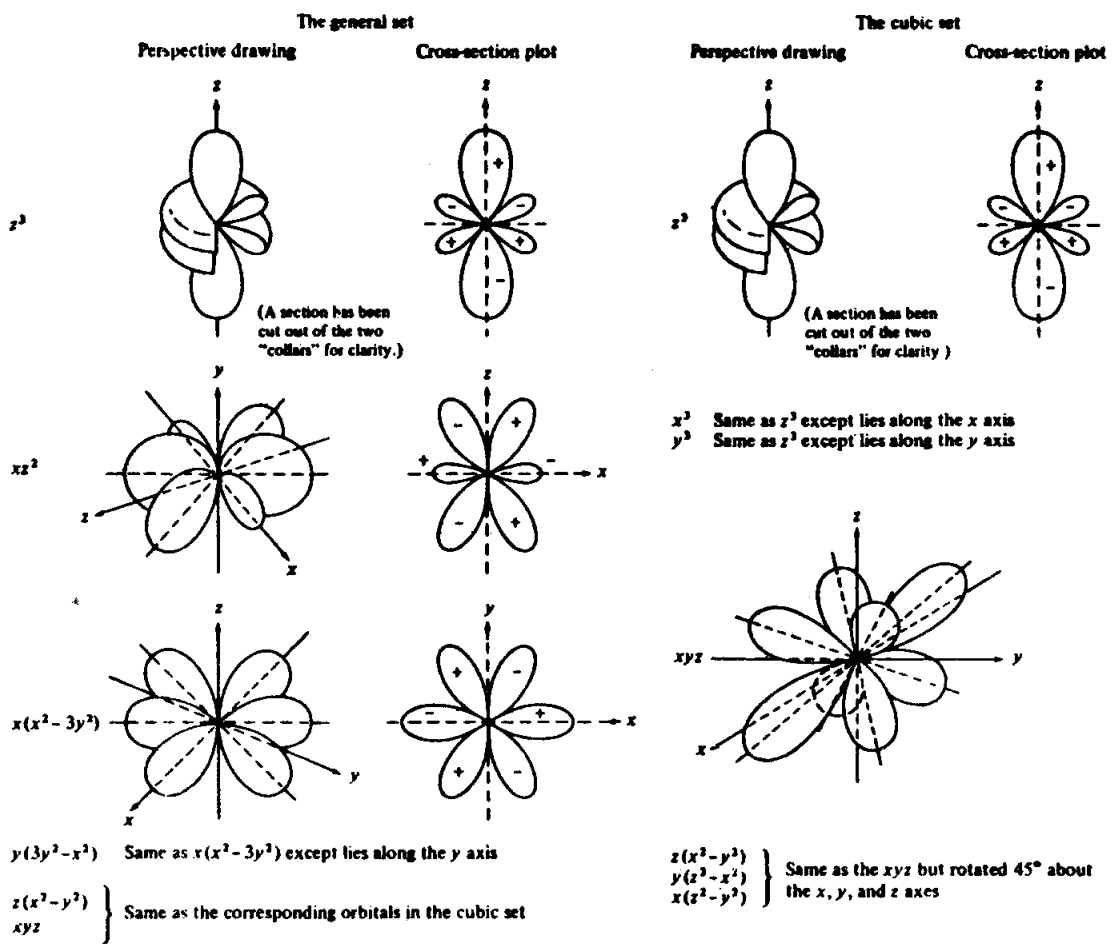 The general set
Perspective drawing Cross-section plot
z z
z³
+
- -
+ +
-
(A section has been
cut out of the two
"collars" for clarity.)
y z
xz²
- +
+ -
- +
x
z
x
z y
x(x² − 3y²)
+ -
- +
+ -
x
y
x
y(3y² − x²) Same as x(x² − 3y²) except lies along the y axis
z(x² − y²)
xyz
Same as the corresponding orbitals in the cubic set
The cubic set
Perspective drawing Cross-section plot
z z
z³
+
- -
+ +
-
(A section has been
cut out of the two
"collars" for clarity )
x³ Same as z³ except lies along the x axis
y³ Same as z³ except lies along the y axis
z
xyz
y
x
z(x² − y²)
y(z² − x²)
x(z² − y²)
Same as the xyz but rotated 45° about
the x, y, and z axes